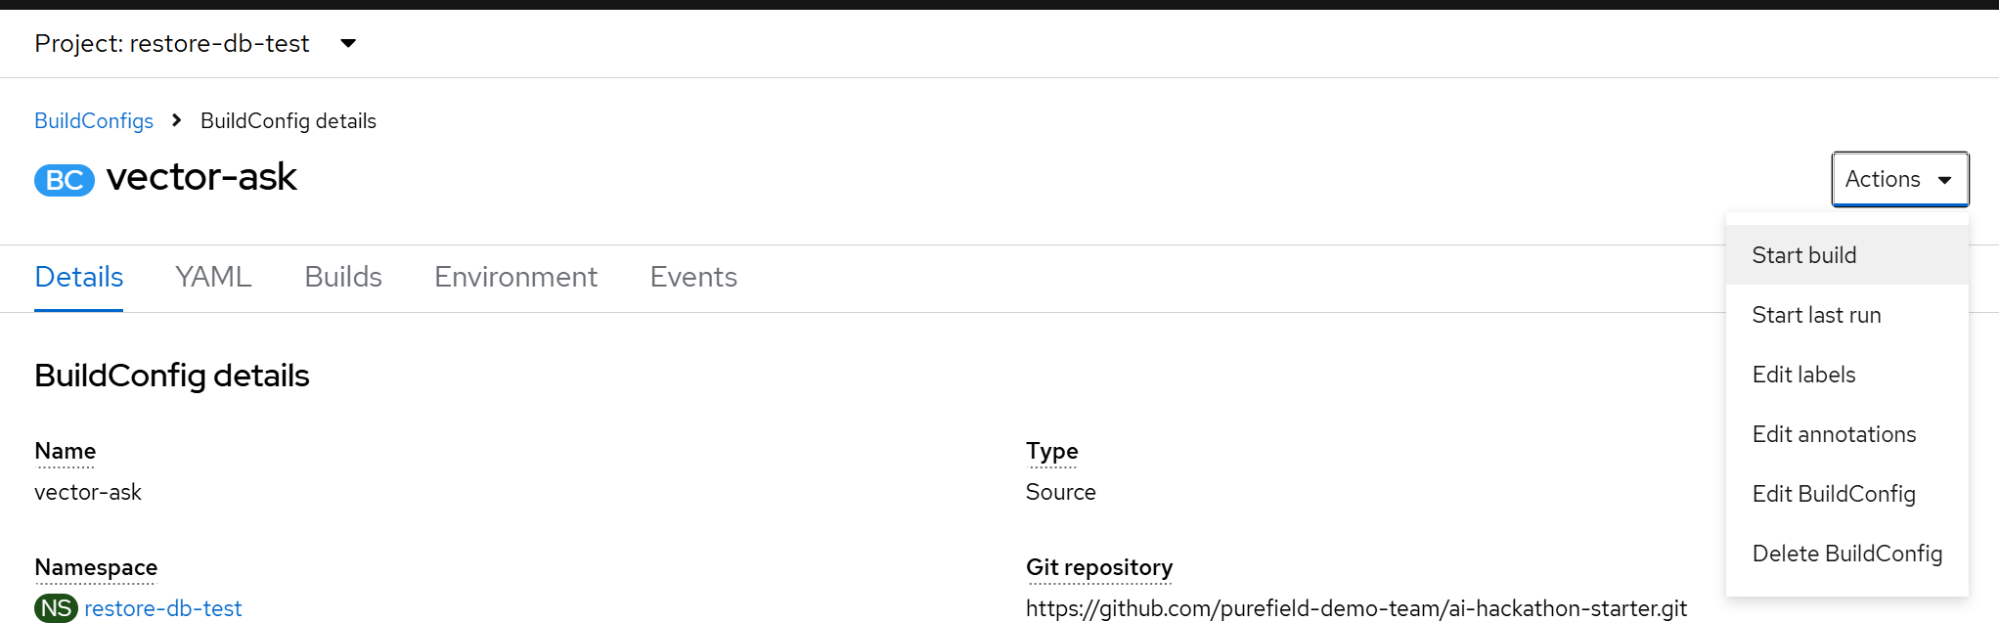 Project: restore-db-test
BuildConfigs > BuildConfig details
BC vector-ask
Actions
Start build
Start last run
Edit labels
Edit annotations
Edit BuildConfig
Delete BuildConfig
Details YAML Builds Environment Events
BuildConfig details
Name
vector-ask
Namespace
NS restore-db-test
Type
Source
Git repository
https://github.com/purefield-demo-team/ai-hackathon-starter.git